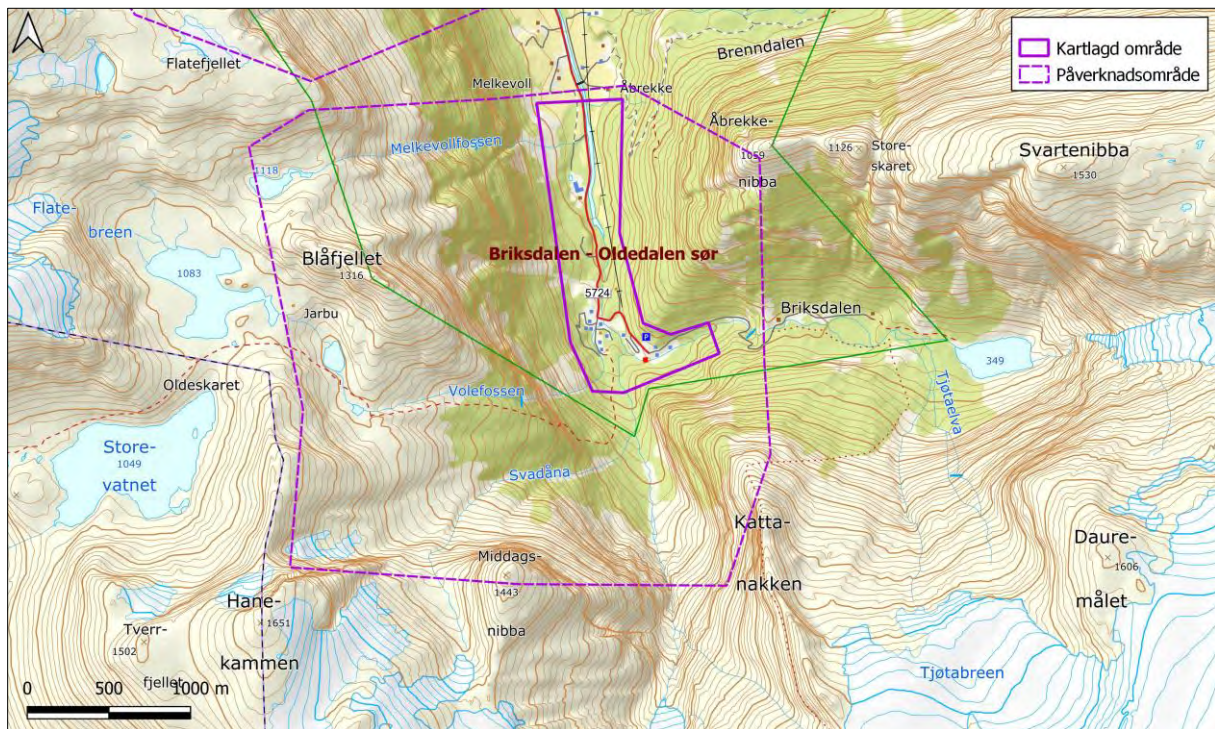 Kartlagd område
Påverknadsområde
Flatefjellet
Melkevoll
Åbrekke
Brenndalen
Melkevollfossen
Åbrekke-
nibba
1059
1126
Store-
skaret
Svartenibba
1530
1118
Flate-
breen
1083
Blåfjellet
1316
Briksdalen - Oldedalen sør
5724
Jarbu
Briksdalen
P
349
Oldeskaret
Volefossen
Tjøtaelva
Store-
1049
vatnet
Svadåna
Katta-
nakken
Middags-
1443
nibba
Daure-
1606
målet
Hane-
1651
kammen
Tverr-
1502
fjellet
Tjøtabreen
0 500 1000 m